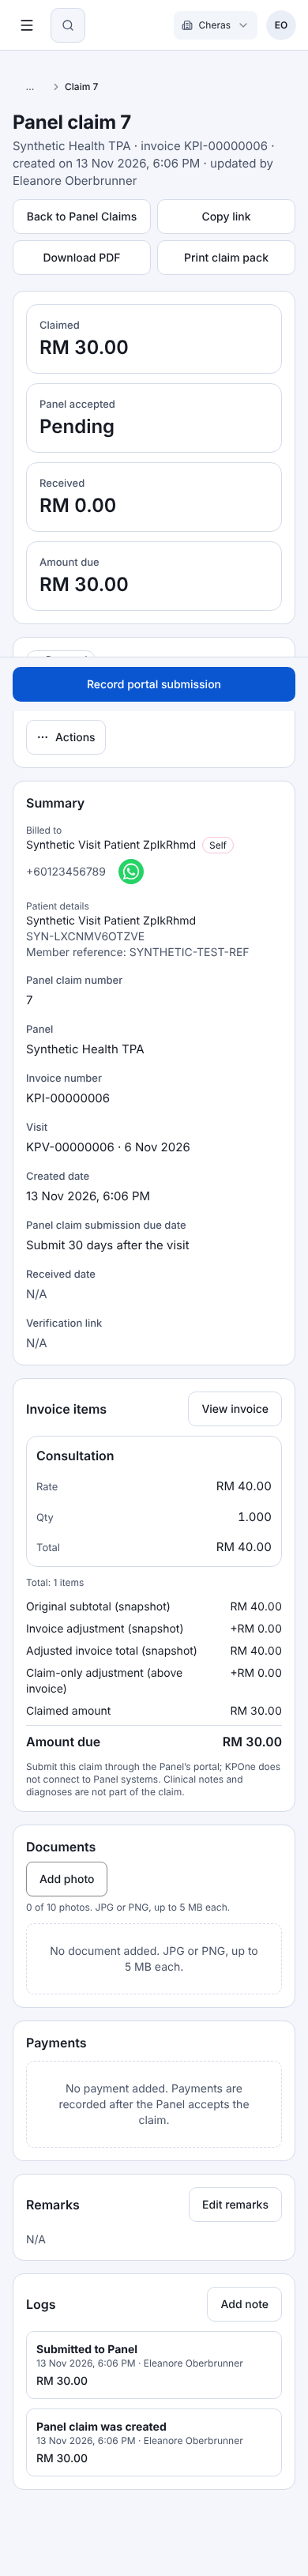 Cheras
EO
... > Claim 7
Panel claim 7
Synthetic Health TPA · invoice KPI-00000006 ·
created on 13 Nov 2026, 6:06 PM · updated by
Eleanore Oberbrunner
Back to Panel Claims
Copy link
Download PDF
Print claim pack
Claimed
RM 30.00
Panel accepted
Pending
Received
RM 0.00
Amount due
RM 30.00
Record portal submission
··· Actions
Summary
Billed to
Synthetic Visit Patient ZpIkRhmd Self
+60123456789
Patient details
Synthetic Visit Patient ZpIkRhmd
SYN-LXCNMV6OTZVE
Member reference: SYNTHETIC-TEST-REF
Panel claim number
7
Panel
Synthetic Health TPA
Invoice number
KPI-00000006
Visit
KPV-00000006 · 6 Nov 2026
Created date
13 Nov 2026, 6:06 PM
Panel claim submission due date
Submit 30 days after the visit
Received date
N/A
Verification link
N/A
Invoice items
View invoice
Consultation
Rate RM 40.00
Qty 1.000
Total RM 40.00
Total: 1 items
Original subtotal (snapshot) RM 40.00
Invoice adjustment (snapshot) +RM 0.00
Adjusted invoice total (snapshot) RM 40.00
Claim-only adjustment (above +RM 0.00
invoice)
Claimed amount RM 30.00
Amount due RM 30.00
Submit this claim through the Panel's portal; KPOne does
not connect to Panel systems. Clinical notes and
diagnoses are not part of the claim.
Documents
Add photo
0 of 10 photos. JPG or PNG, up to 5 MB each.
No document added. JPG or PNG, up to
5 MB each.
Payments
No payment added. Payments are
recorded after the Panel accepts the
claim.
Remarks
Edit remarks
N/A
Logs
Add note
Submitted to Panel
13 Nov 2026, 6:06 PM · Eleanore Oberbrunner
RM 30.00
Panel claim was created
13 Nov 2026, 6:06 PM · Eleanore Oberbrunner
RM 30.00